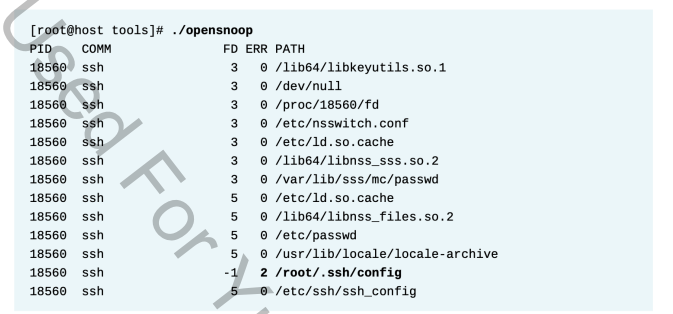 [root@host tools]# ./opensnoop
PID COMM FD ERR PATH
18560 ssh 3 0 /lib64/libkeyutils.so.1
18560 ssh 3 0 /dev/null
18560 ssh 3 0 /proc/18560/fd
18560 ssh 3 0 /etc/nsswitch.conf
18560 ssh 3 0 /etc/ld.so.cache
18560 ssh 3 0 /lib64/libnss_sss.so.2
18560 ssh 3 0 /var/lib/sss/mc/passwd
18560 ssh 5 0 /etc/ld.so.cache
18560 ssh 5 0 /lib64/libnss_files.so.2
18560 ssh 5 0 /etc/passwd
18560 ssh 5 0 /usr/lib/locale/locale-archive
18560 ssh -1 2 /root/.ssh/config
18560 ssh 5 0 /etc/ssh/ssh_config
Used For Y